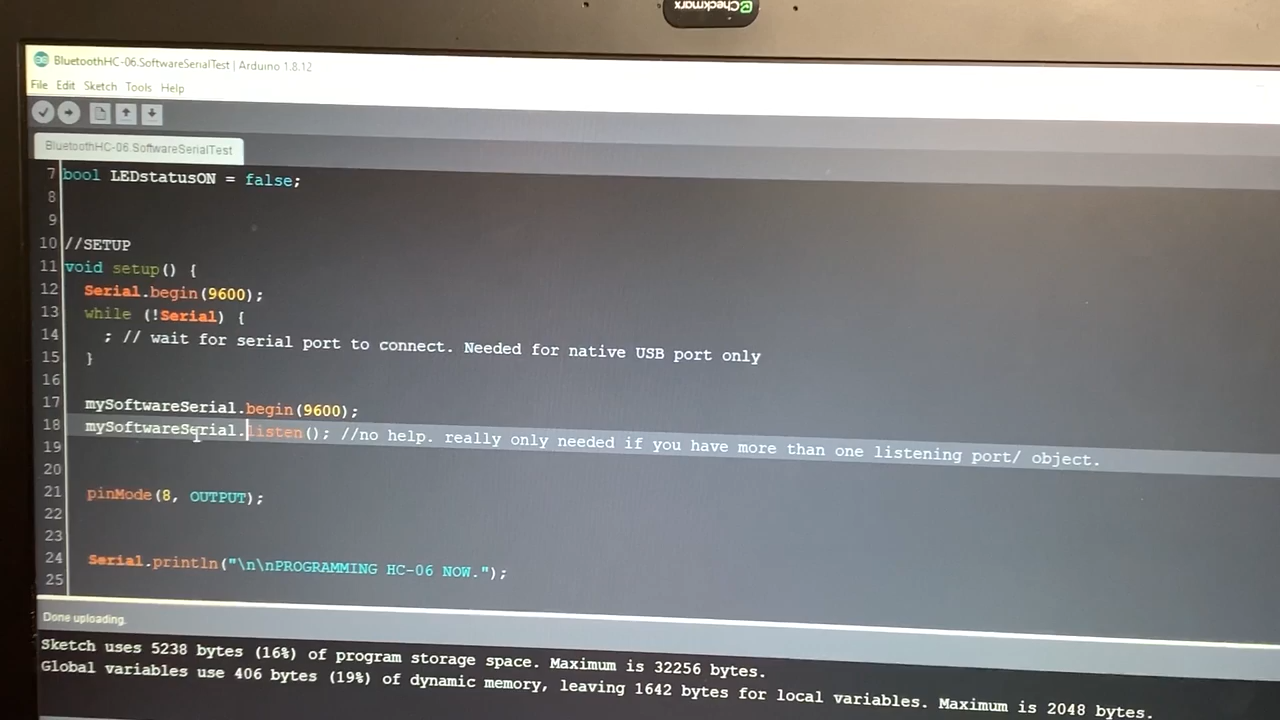 Checkmarx
BluetoothHC-06.SoftwareSerialTest | Arduino 1.8.12
File Edit Sketch Tools Help
BluetoothHC-06.SoftwareSerialTest
7 bool LEDstatusON = false;
8
9
10 //SETUP
11 void setup() {
12 Serial.begin(9600);
13 while (!Serial) {
14 ; // wait for serial port to connect. Needed for native USB port only
15 }
16
17 mySoftwareSerial.begin(9600);
18 mySoftwareSerial.listen(); //no help. really only needed if you have more than one listening port/ object.
19
20
21 pinMode(8, OUTPUT);
22
23
24 Serial.println("\n\nPROGRAMMING HC-06 NOW.");
25
Done uploading.
Sketch uses 5238 bytes (16%) of program storage space. Maximum is 32256 bytes.
Global variables use 406 bytes (19%) of dynamic memory, leaving 1642 bytes for local variables. Maximum is 2048 bytes.